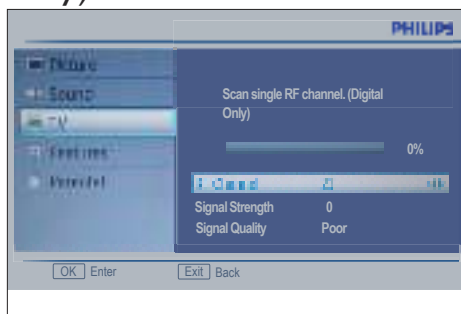 PHILIPS
Picture
Sound
TV
Features
Scan single RF channel. (Digital
Only)
0%
Signal Strength 0
Signal Quality Poor
OK Enter Exit Back